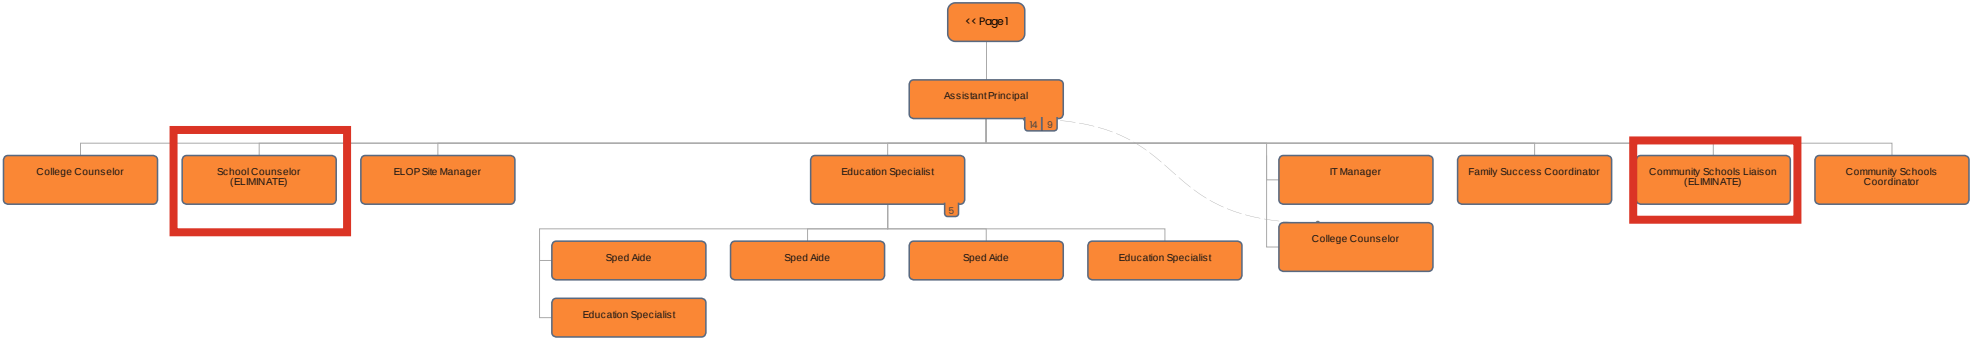 << Page1
Assistant Principal
14 9
College Counselor
School Counselor
(ELIMINATE)
ELOP Site Manager
Education Specialist
5
IT Manager
Family Success Coordinator
Community Schools Liaison
(ELIMINATE)
Community Schools
Coordinator
College Counselor
Sped Aide
Sped Aide
Sped Aide
Education Specialist
Education Specialist